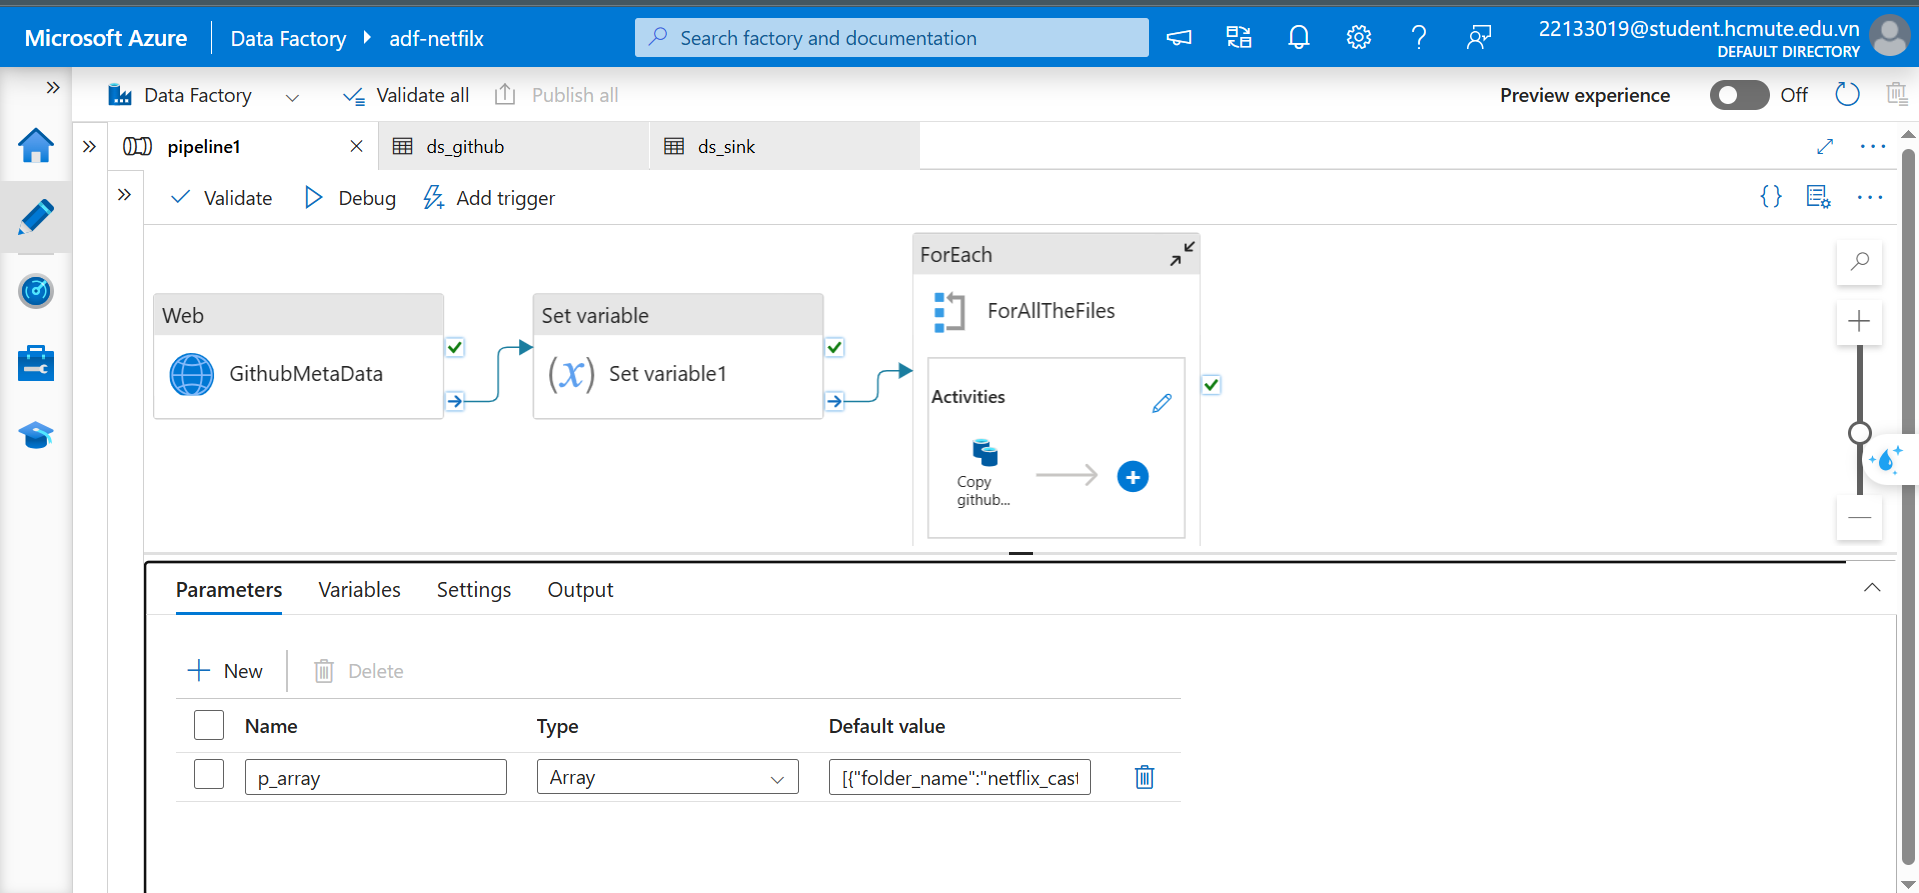 Microsoft Azure
Data Factory
adf-netfilx
Search factory and documentation
22133019@student.hcmute.edu.vn
DEFAULT DIRECTORY
Data Factory
Validate all
Publish all
Preview experience
Off
pipeline1
ds_github
ds_sink
Validate
Debug
Add trigger
Web
GithubMetaData
Set variable
(x)
Set variable1
ForEach
ForAllTheFiles
Activities
Copy
github...
Parameters
Variables
Settings
Output
New
Delete
Name
Type
Default value
p_array
Array
[{"folder_name":"netflix_cast